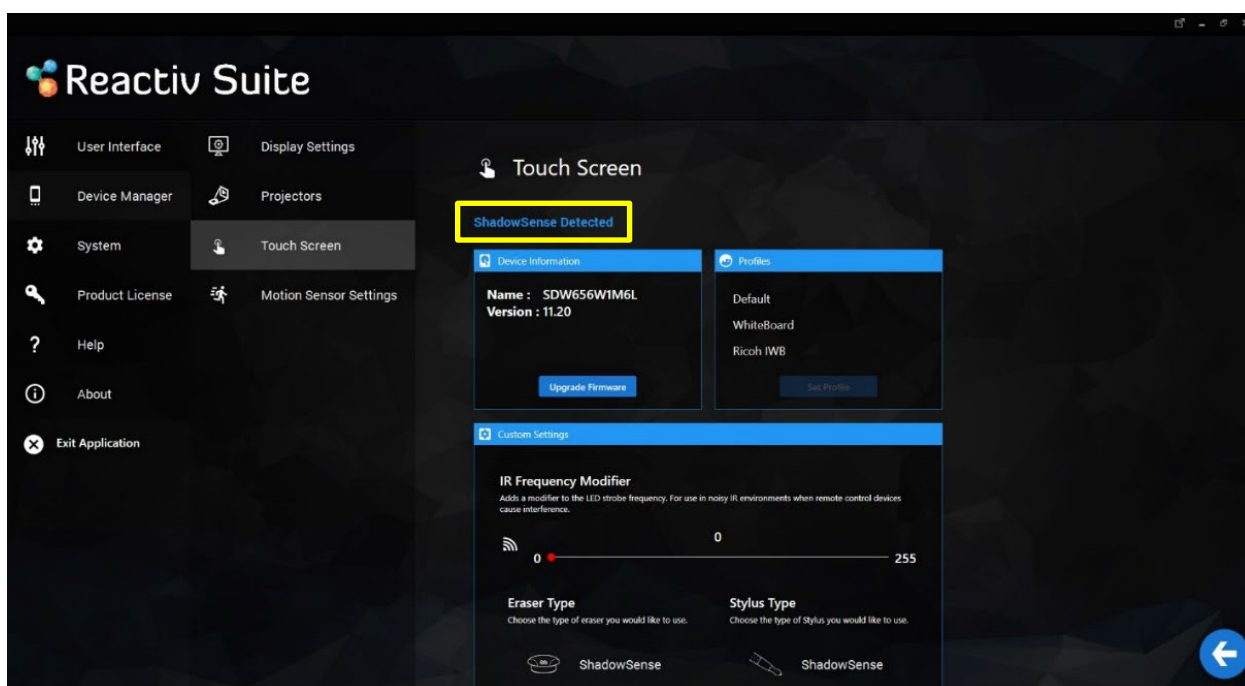 Reactiv Suite
User Interface
Device Manager
System
Product License
Help
About
Exit Application
Display Settings
Projectors
Touch Screen
Motion Sensor Settings
Touch Screen
ShadowSense Detected
Device Information
Name : SDW656W1M6L
Version : 11.20
Upgrade Firmware
Profiles
Default
WhiteBoard
Ricoh IWB
Set Profile
Custom Settings
IR Frequency Modifier
Adds a modifier to the LED strobe frequency. For use in noisy IR environments when remote control devices
cause interference.
0
0 255
Eraser Type
Choose the type of eraser you would like to use.
ShadowSense
Stylus Type
Choose the type of Stylus you would like to use.
ShadowSense